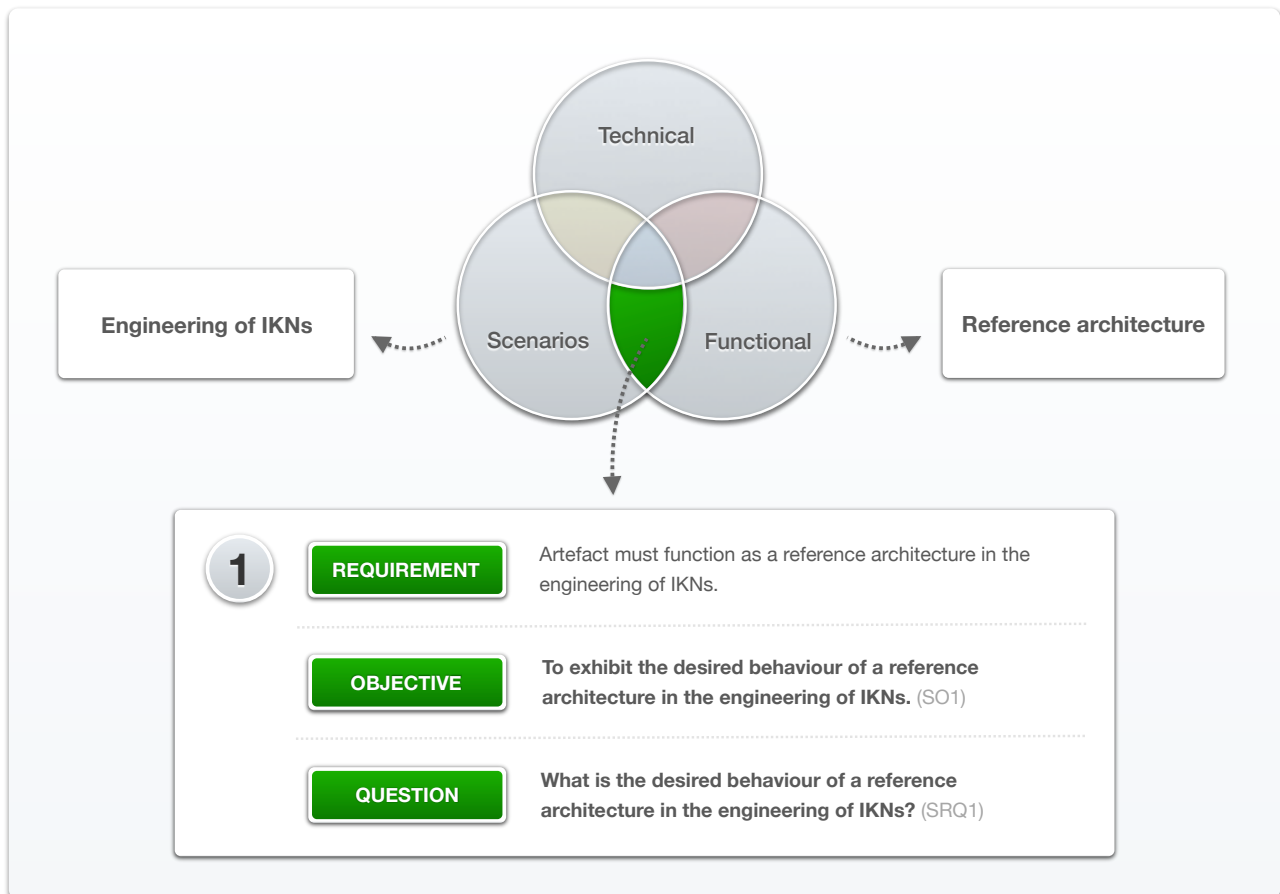 Technical
Engineering of IKNs
Scenarios
Functional
Reference architecture
1
REQUIREMENT
Artefact must function as a reference architecture in the
engineering of IKNs.
OBJECTIVE
To exhibit the desired behaviour of a reference
architecture in the engineering of IKNs. (SO1)
QUESTION
What is the desired behaviour of a reference
architecture in the engineering of IKNs? (SRQ1)